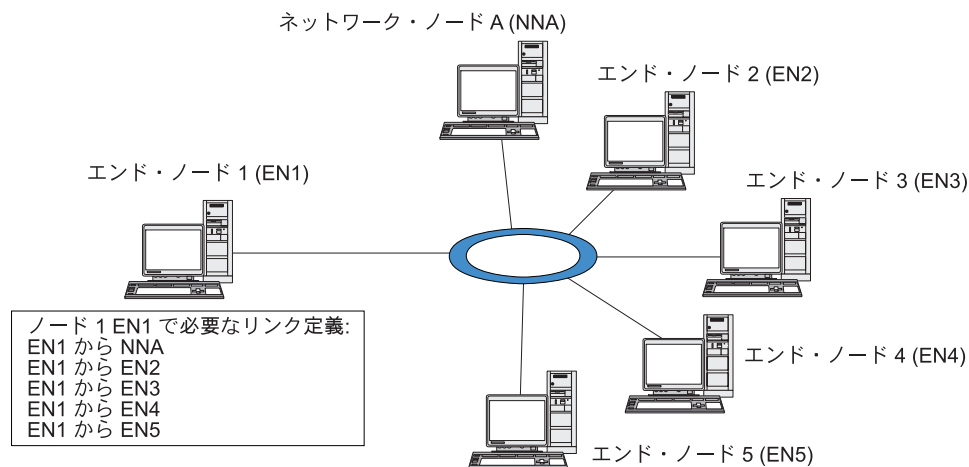 ネットワーク・ノード A (NNA)
エンド・ノード 2 (EN2)
エンド・ノード 1 (EN1)
エンド・ノード 3 (EN3)
ノード 1 EN1 で必要なリンク定義:
EN1 から NNA
EN1 から EN2
EN1 から EN3
EN1 から EN4
EN1 から EN5
エンド・ノード 4 (EN4)
エンド・ノード 5 (EN5)